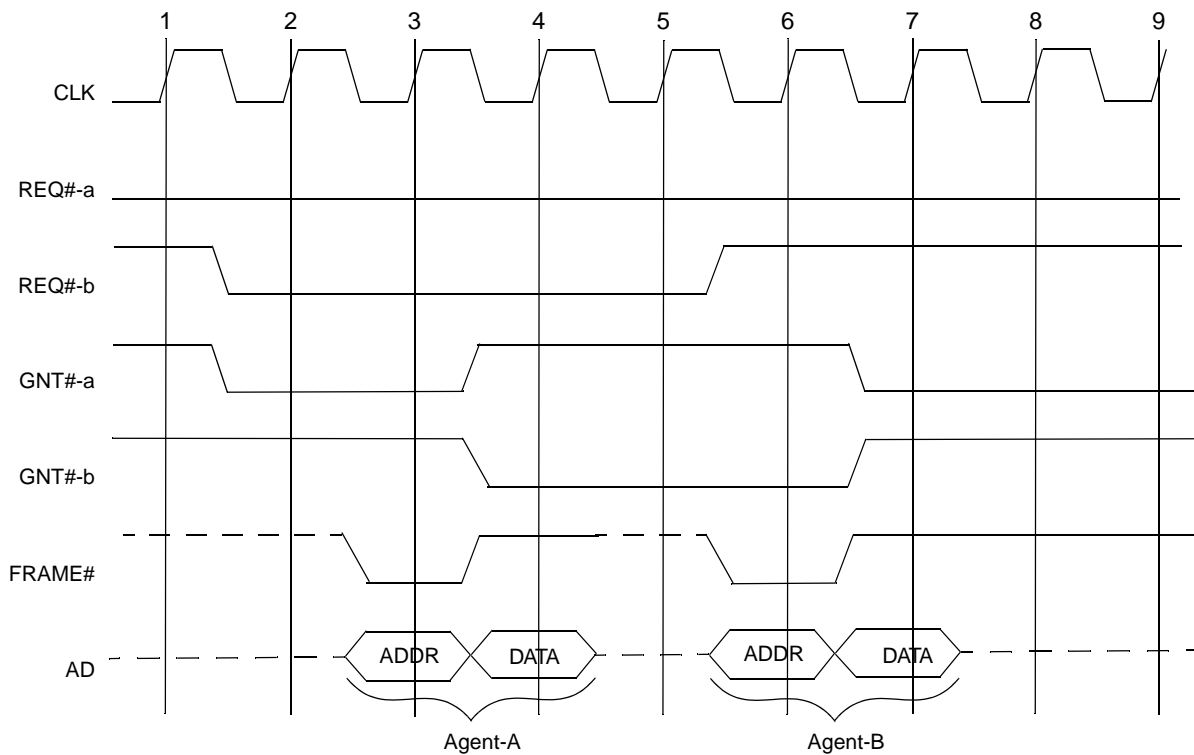 1 2 3 4 5 6 7 8 9
CLK
REQ#-a
REQ#-b
GNT#-a
GNT#-b
FRAME#
AD ADDR DATA ADDR DATA
Agent-A Agent-B